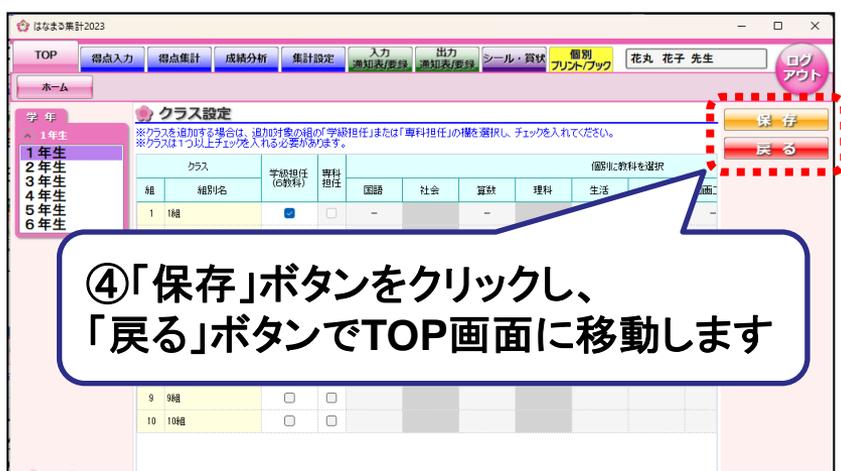 はなまる集計2023
TOP 得点入力 得点集計 成績分析 集計設定 入力 通知表/要録 出力 通知表/要録 シール・賞状 個別 プリント/ブック 花丸 花子 先生 ログアウト
ホーム
学 年
1年生
1年生
2年生
3年生
4年生
5年生
6年生
クラス設定
※クラスを追加する場合は、追加対象の組の「学級担任」または「専科担任」の欄を選択し、チェックを入れてください。
※クラスは1つ以上チェックを入れる必要があります。
保 存
戻 る
クラス 学級担任(6教科) 専科担任 個別に教科を選択
組 組別名 国語 社会 算数 理科 生活
1 1組 - -
④「保存」ボタンをクリックし、
「戻る」ボタンでTOP画面に移動します
9 9組
10 10組